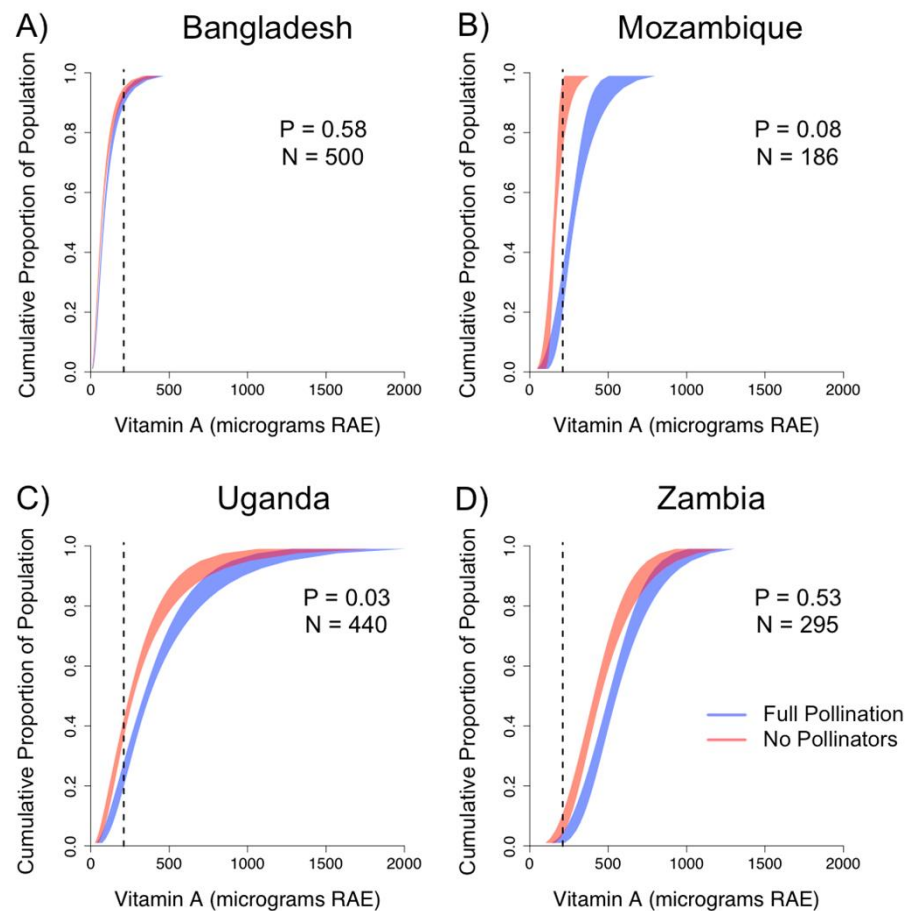 A) Bangladesh
Cumulative Proportion of Population
0.0 0.2 0.4 0.6 0.8 1.0
P = 0.58
N = 500
0 500 1000 1500 2000
Vitamin A (micrograms RAE)
B) Mozambique
Cumulative Proportion of Population
0.0 0.2 0.4 0.6 0.8 1.0
P = 0.08
N = 186
0 500 1000 1500 2000
Vitamin A (micrograms RAE)
C) Uganda
Cumulative Proportion of Population
0.0 0.2 0.4 0.6 0.8 1.0
P = 0.03
N = 440
0 500 1000 1500 2000
Vitamin A (micrograms RAE)
D) Zambia
Cumulative Proportion of Population
0.0 0.2 0.4 0.6 0.8 1.0
P = 0.53
N = 295
Full Pollination
No Pollinators
0 500 1000 1500 2000
Vitamin A (micrograms RAE)